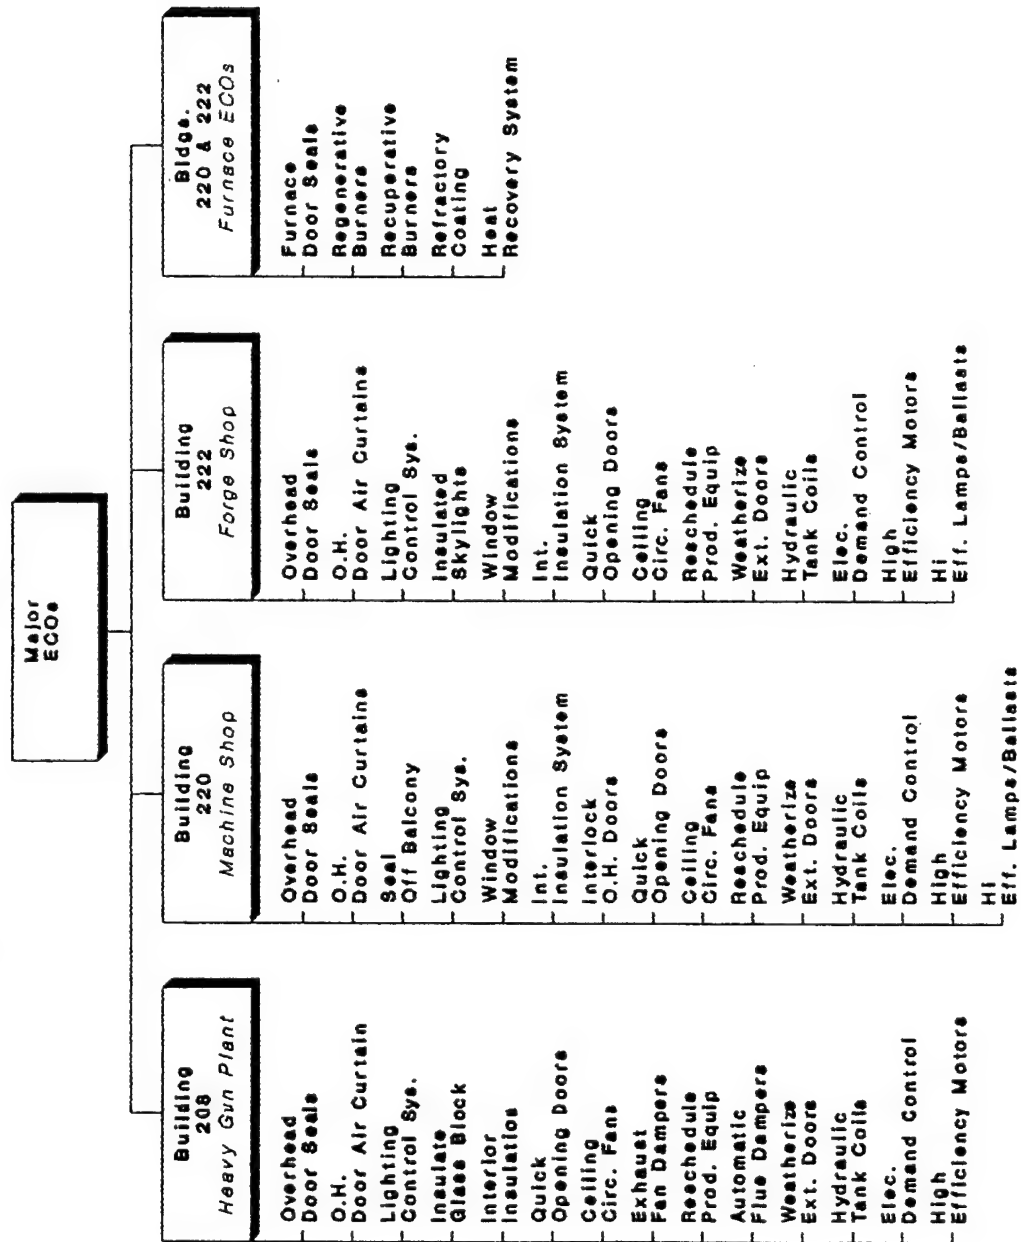 Major
ECOs
Building
208
Heavy Gun Plant
Overhead
Door Seals
O.H.
Door Air Curtain
Lighting
Control Sys.
Insulate
Glass Block
Interior
Insulation
Quick
Opening Doors
Ceiling
Circ. Fans
Exhaust
Fan Dampers
Reschedule
Prod. Equip
Automatic
Flue Dampers
Weatherize
Ext. Doors
Hydraulic
Tank Coils
Elec.
Demand Control
High
Efficiency Motors
Building
220
Machine Shop
Overhead
Door Seals
O.H.
Door Air Curtains
Seal
Off Balcony
Lighting
Control Sys.
Window
Modifications
Int.
Insulation System
Interlock
O.H. Doors
Quick
Opening Doors
Ceiling
Circ. Fans
Reschedule
Prod. Equip
Weatherize
Ext. Doors
Hydraulic
Tank Coils
Elec.
Demand Control
High
Efficiency Motors
Hi
Eff. Lamps/Ballasts
Building
222
Forge Shop
Overhead
Door Seals
O.H.
Door Air Curtains
Lighting
Control Sys.
Insulated
Skylights
Window
Modifications
Int.
Insulation System
Quick
Opening Doors
Ceiling
Circ. Fans
Reschedule
Prod. Equip
Weatherize
Ext. Doors
Hydraulic
Tank Coils
Elec.
Demand Control
High
Efficiency Motors
Hi
Eff. Lamps/Ballasts
Bldgs.
220 & 222
Furnace ECOs
Furnace
Door Seals
Regenerative
Burners
Recuperative
Burners
Refractory
Coating
Heat
Recovery System